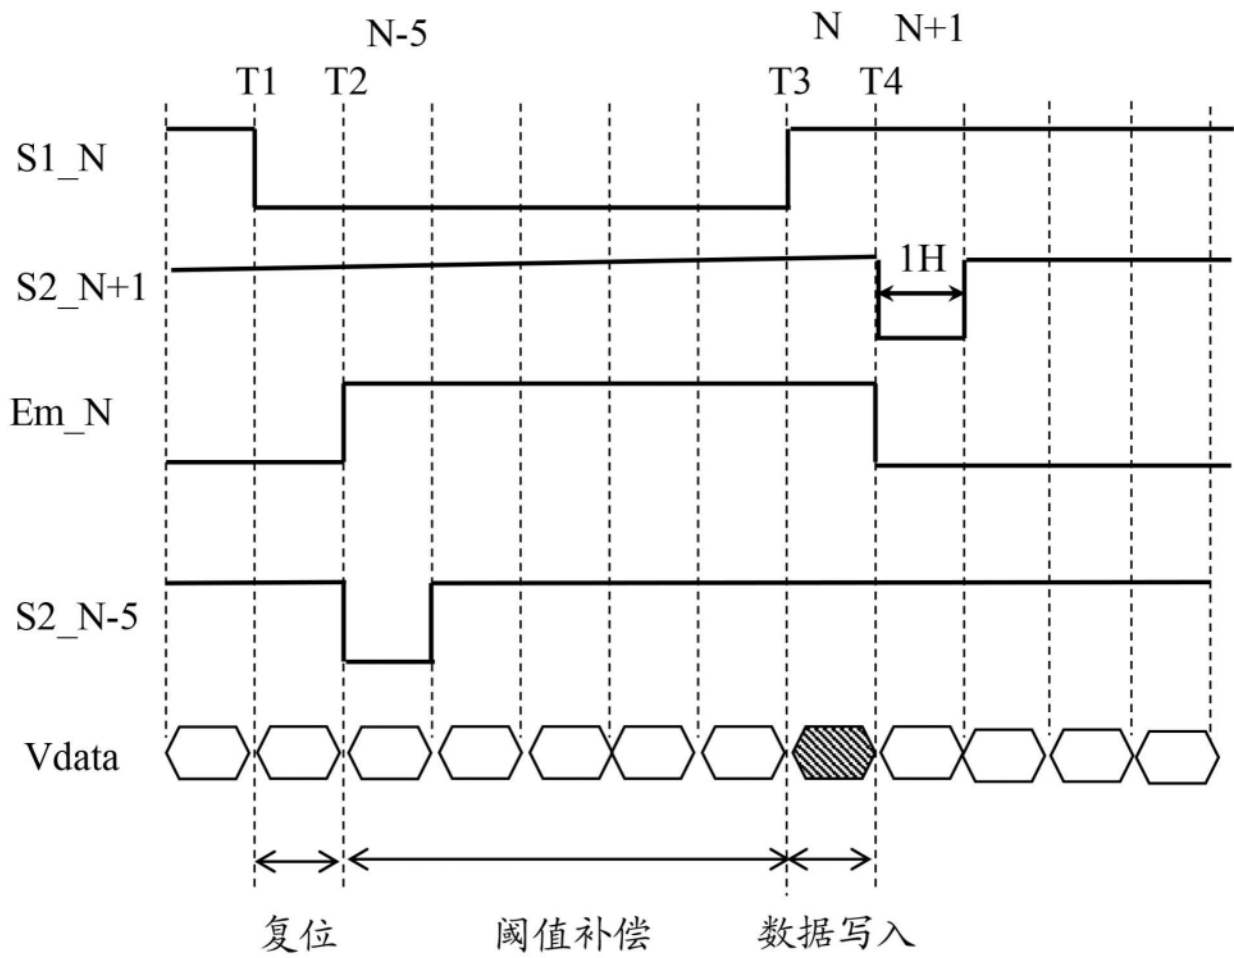 N-5 N N+1
T1 T2 T3 T4
S1_N
S2_N+1 1H
Em_N
S2_N-5
Vdata
复位 阈值补偿 数据写入